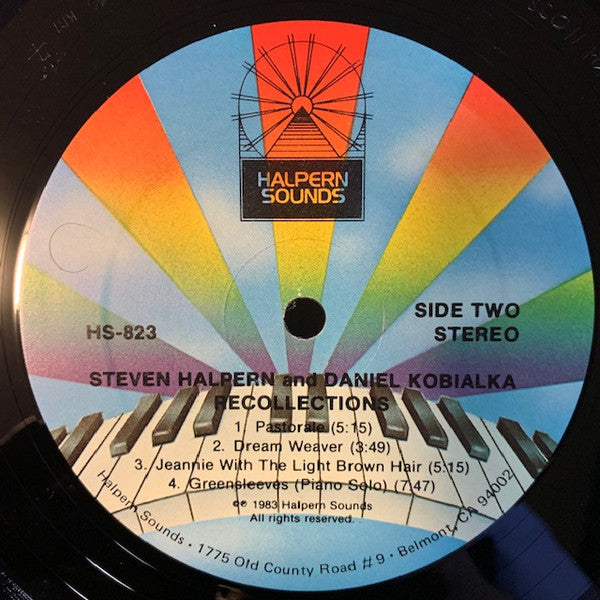 HALPERN
SOUNDS
SIDE TWO
HS-823
STEREO
STEVEN HALPERN and DANIEL KOBIALKA
RECOLLECTIONS
1. Pastorale (5:15)
2. Dream Weaver (3:49)
3. Jeannie With The Light Brown Hair (5:15)
4. Greensleeves (Piano Solo) (7:47)
©℗ 1983 Halpern Sounds
All rights reserved.
Halpern Sounds • 1775 Old County Road #9 • Belmont, CA 94002